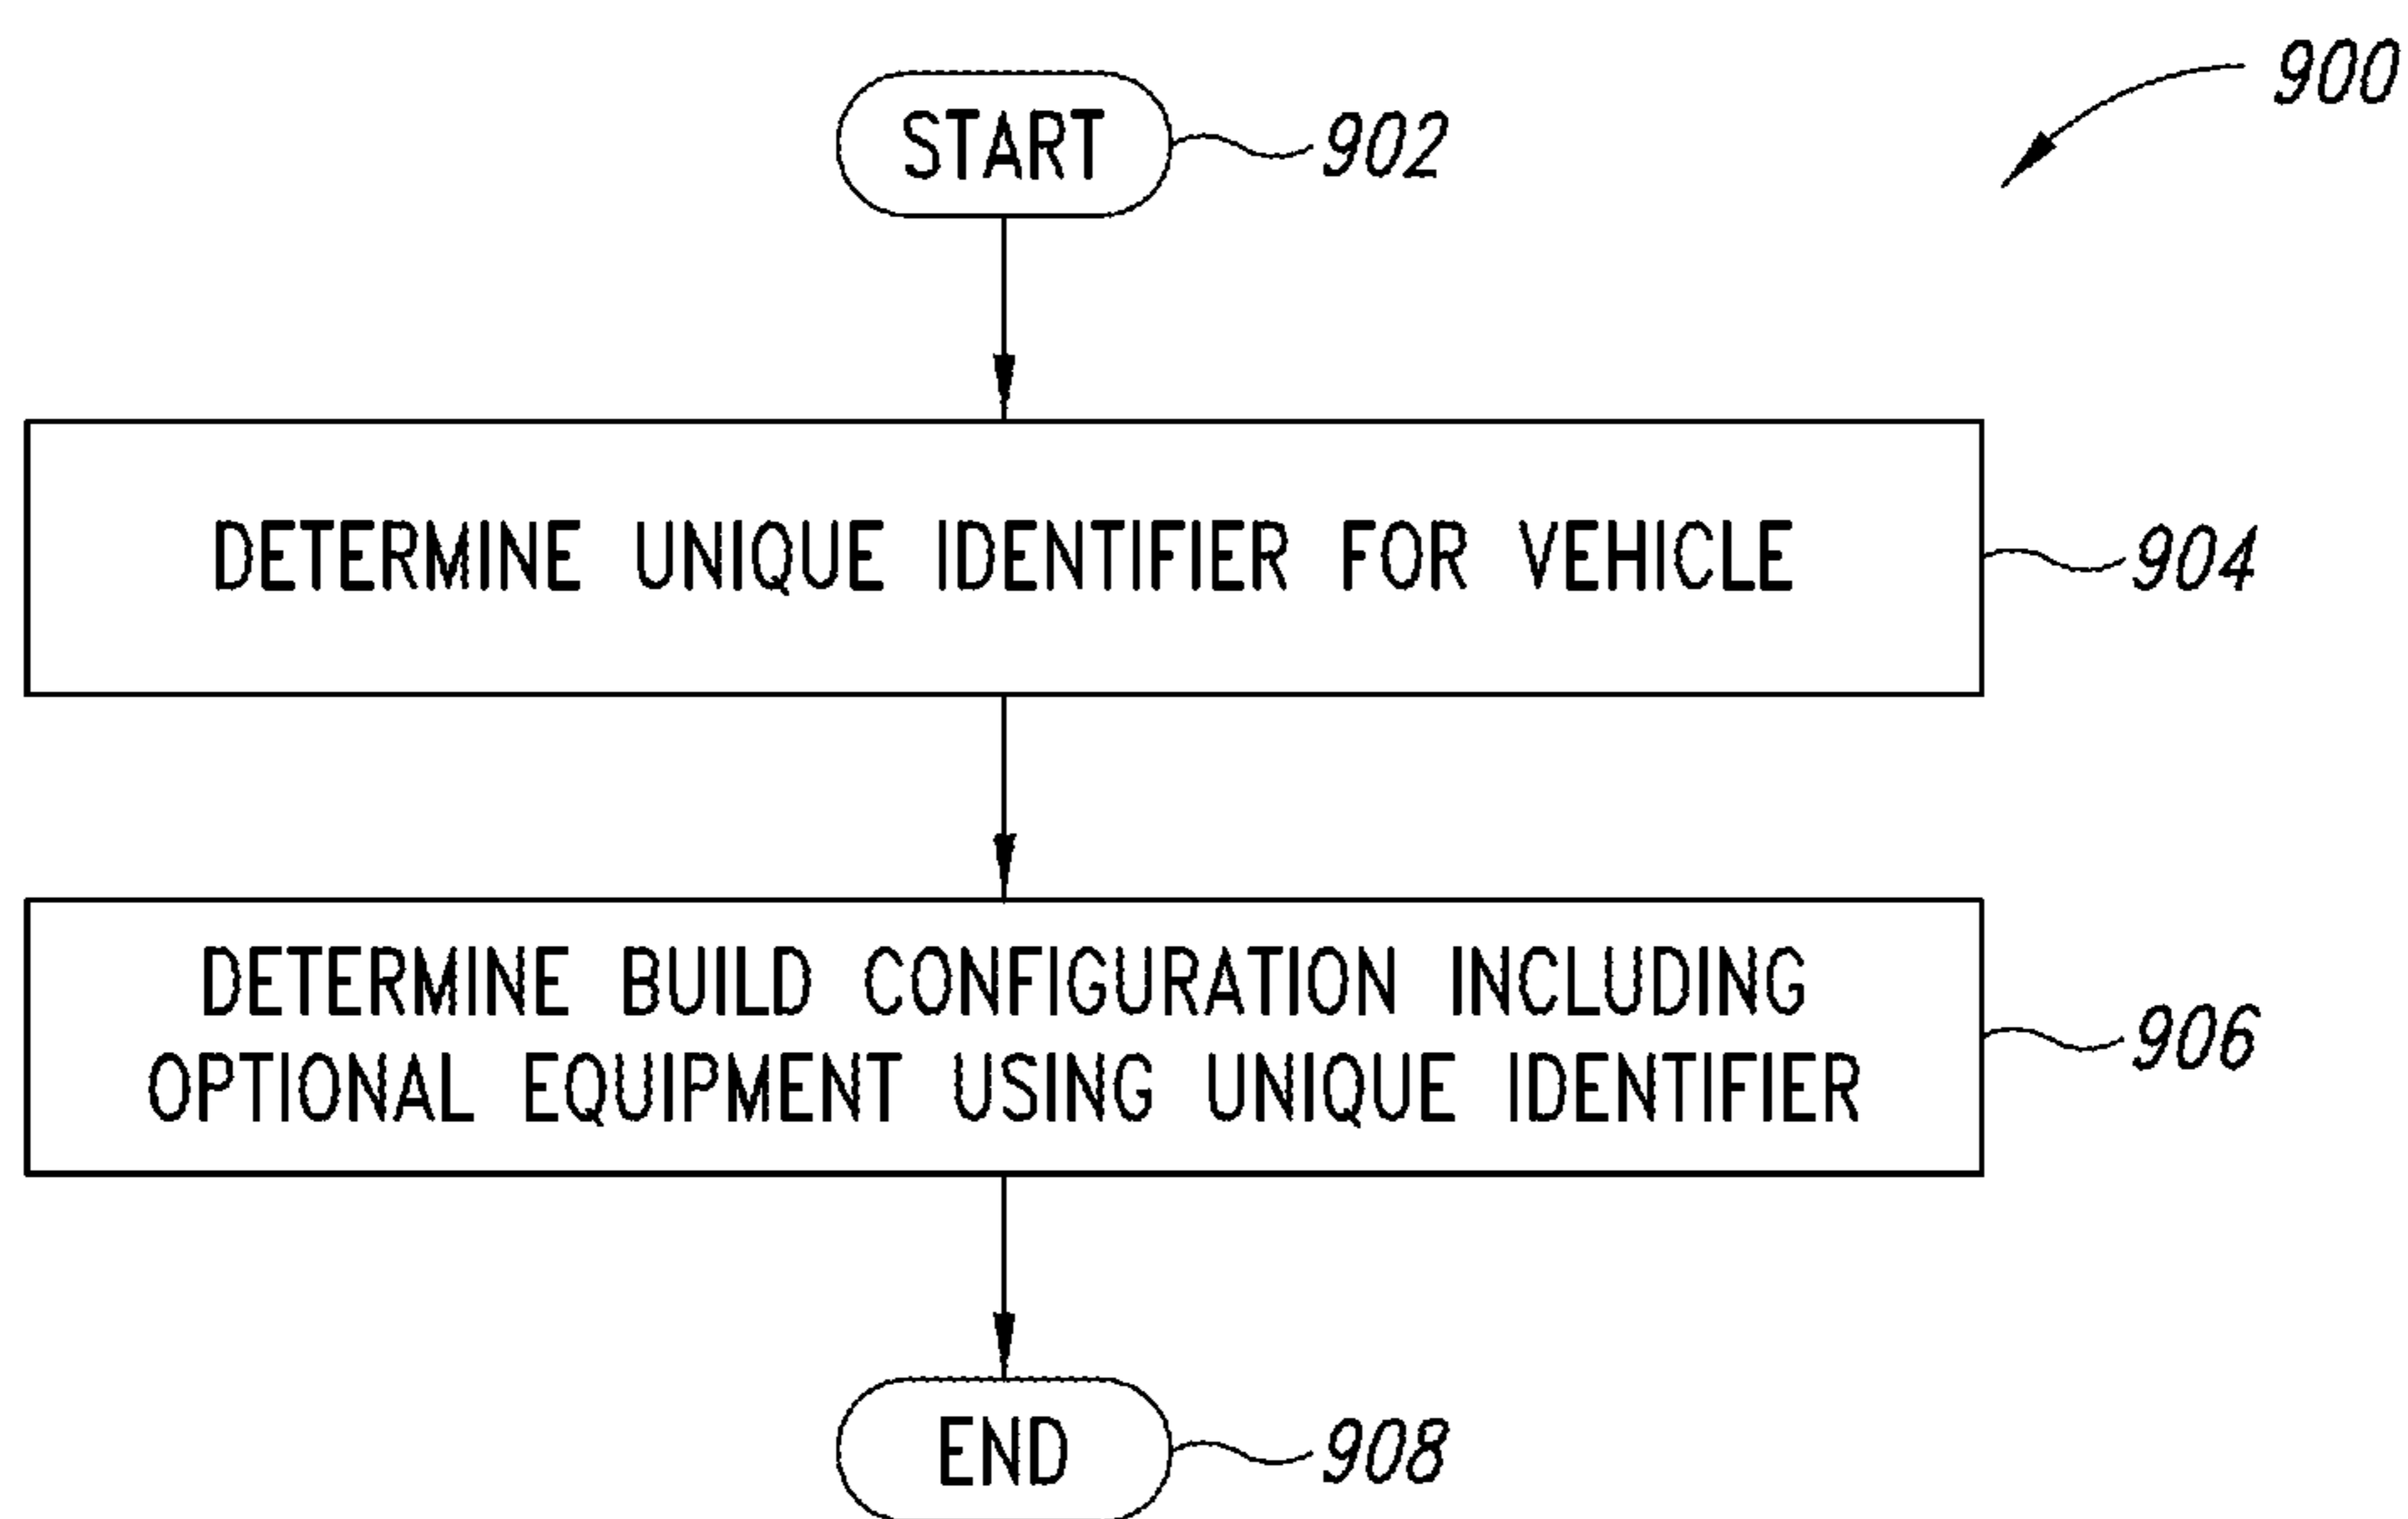 900
START
902
DETERMINE UNIQUE IDENTIFIER FOR VEHICLE
904
DETERMINE BUILD CONFIGURATION INCLUDING
OPTIONAL EQUIPMENT USING UNIQUE IDENTIFIER
906
END
908